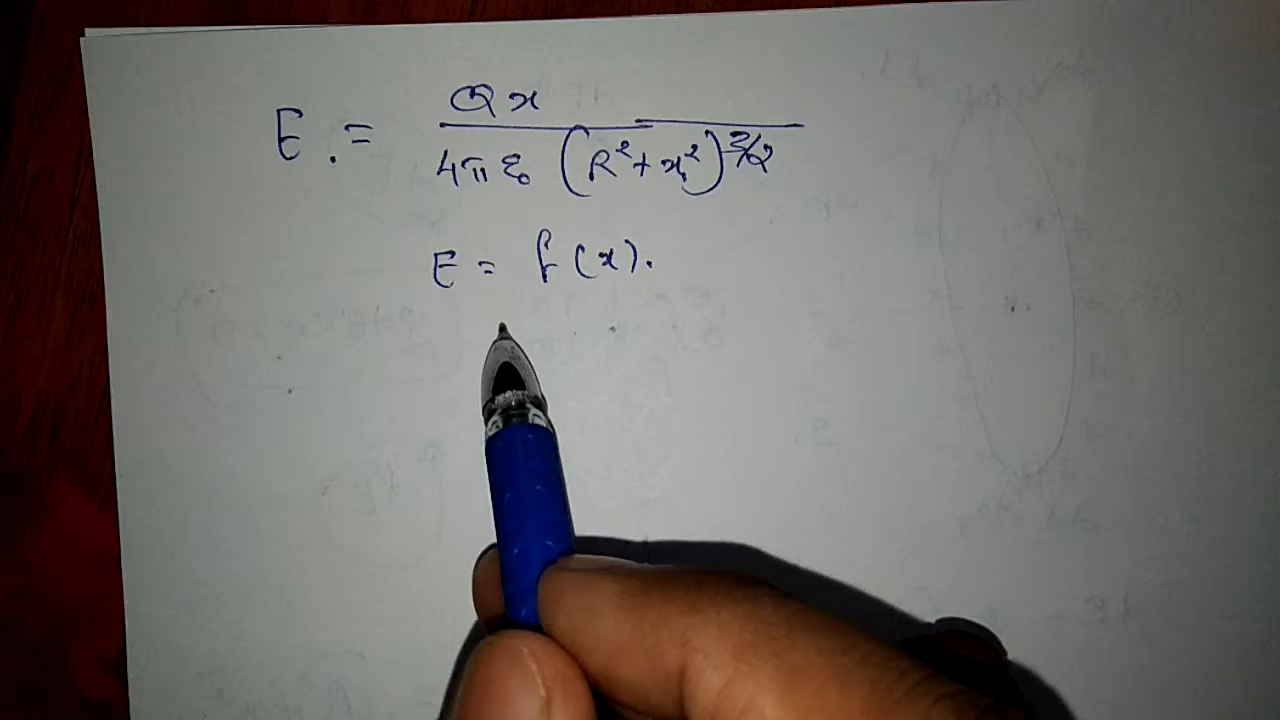 E = Qx / 4πε₀ (R²+x²)^3/2
E = f(x).